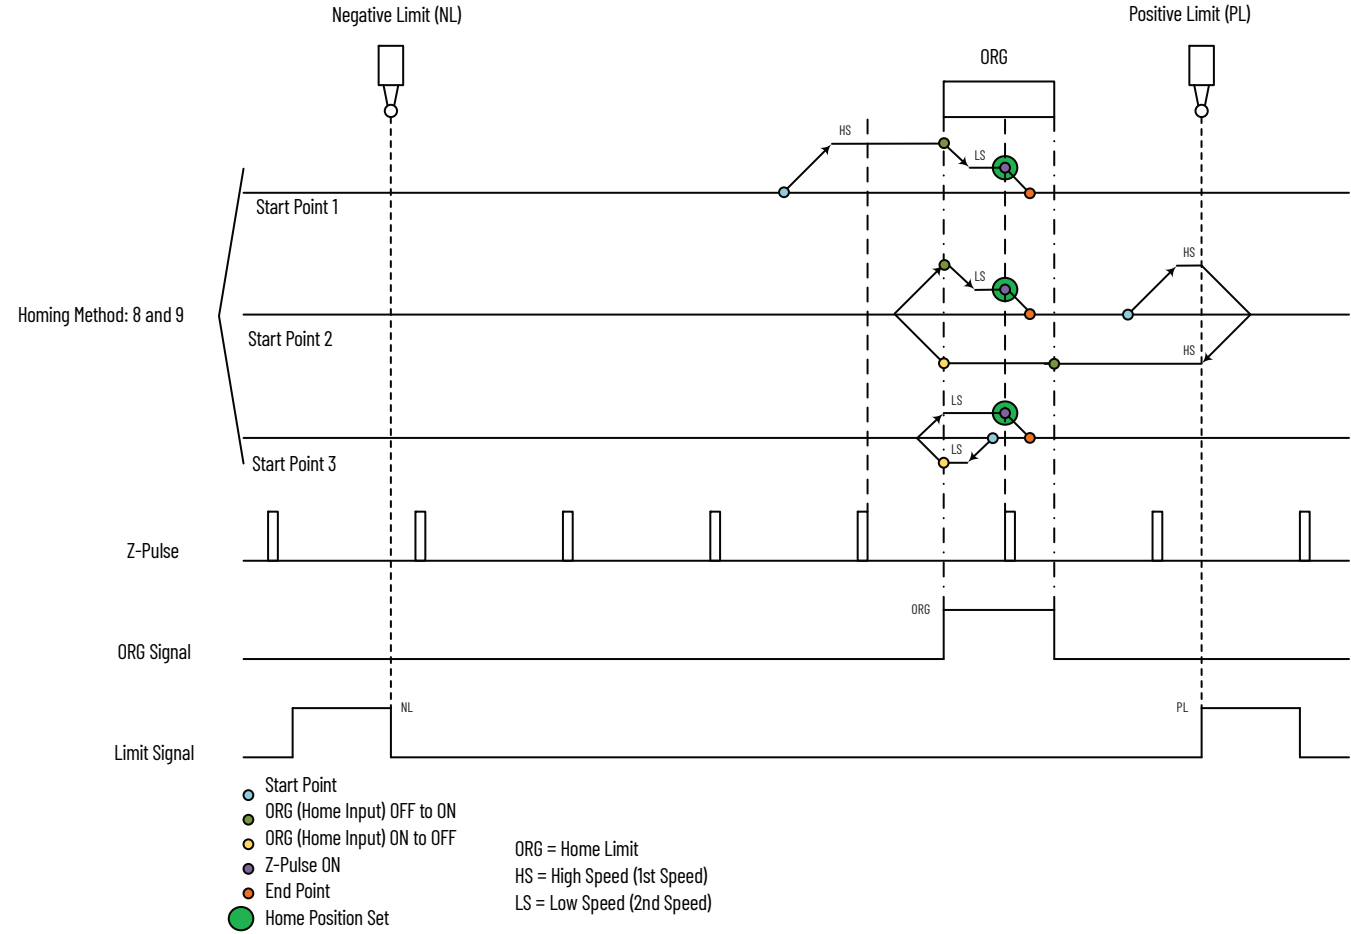 Negative Limit (NL)
Positive Limit (PL)
ORG
HS
LS
Start Point 1
HS
LS
Homing Method: 8 and 9
Start Point 2
HS
LS
LS
Start Point 3
Z-Pulse
ORG
ORG Signal
NL
PL
Limit Signal
Start Point
ORG (Home Input) OFF to ON
ORG (Home Input) ON to OFF
Z-Pulse ON
End Point
Home Position Set
ORG = Home Limit
HS = High Speed (1st Speed)
LS = Low Speed (2nd Speed)